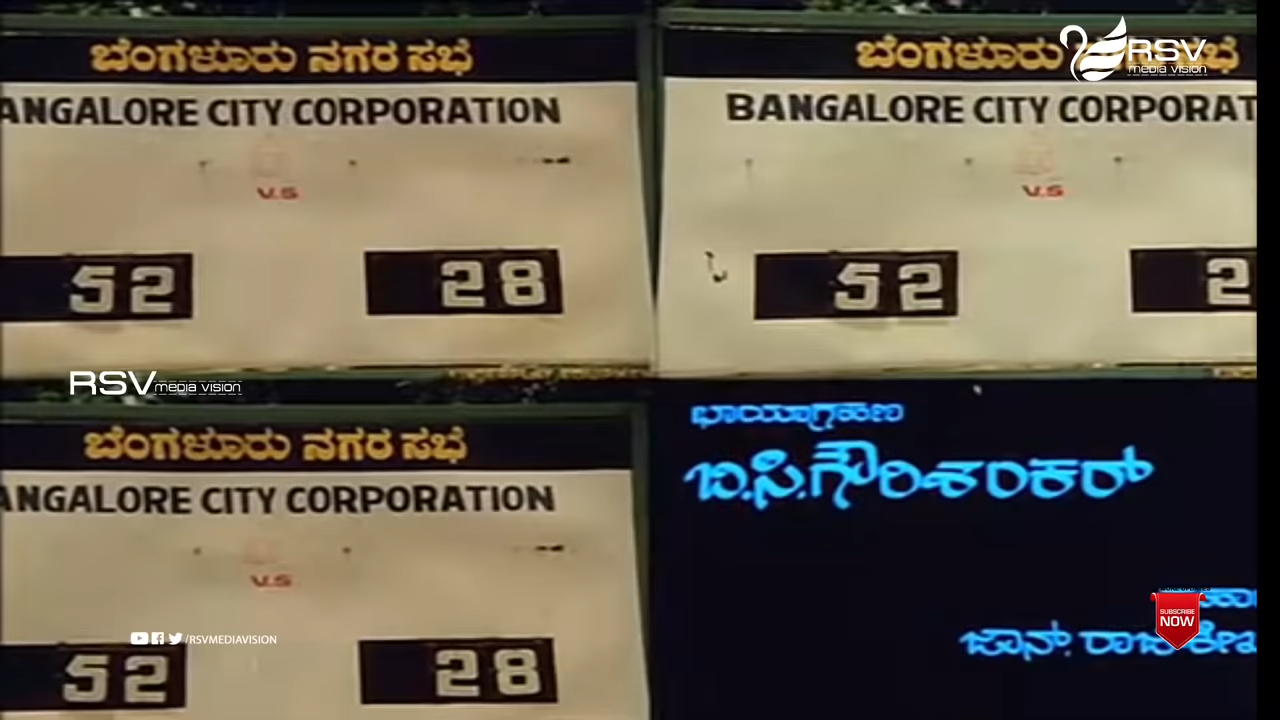 ಬೆಂಗಳೂರು ನಗರ ಸಭೆ
ANGALORE CITY CORPORATION
V.S
52 28
ಬೆಂಗಳೂರು
RSV
media vision
BANGALORE CITY CORPORAT
V.S
52 2
RSV media vision
ಬೆಂಗಳೂರು ನಗರ ಸಭೆ
ANGALORE CITY CORPORATION
V.S
52 28
/RSVMEDIAVISION
ಛಾಯಾಗ್ರಹಣ
ಬಿ.ಸಿ.ಗೌರಿಶಂಕರ್
ಜಾನ್.
SUBSCRIBE
NOW